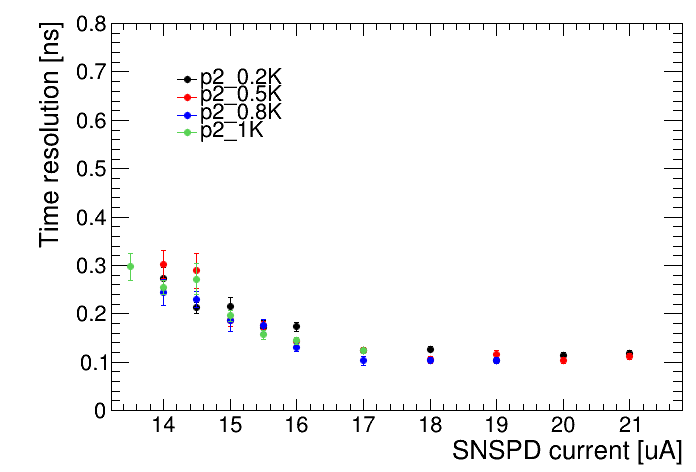 Time resolution [ns]
0.8
0.7
0.6
0.5
0.4
0.3
0.2
0.1
0
p2_0.2K
p2_0.5K
p2_0.8K
p2_1K
14 15 16 17 18 19 20 21
SNSPD current [uA]